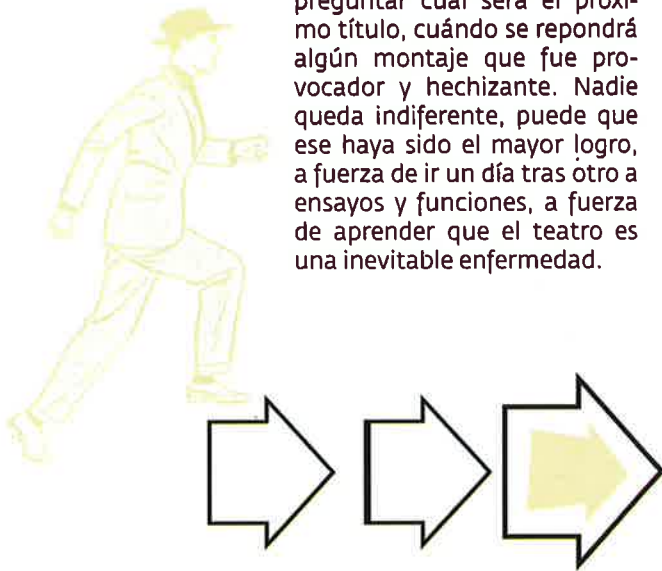 preguntar cuál será el próxi-
mo título, cuándo se repondrá
algún montaje que fue pro-
vocador y hechizante. Nadie
queda indiferente, puede que
ese haya sido el mayor logro,
a fuerza de ir un día tras otro a
ensayos y funciones, a fuerza
de aprender que el teatro es
una inevitable enfermedad.